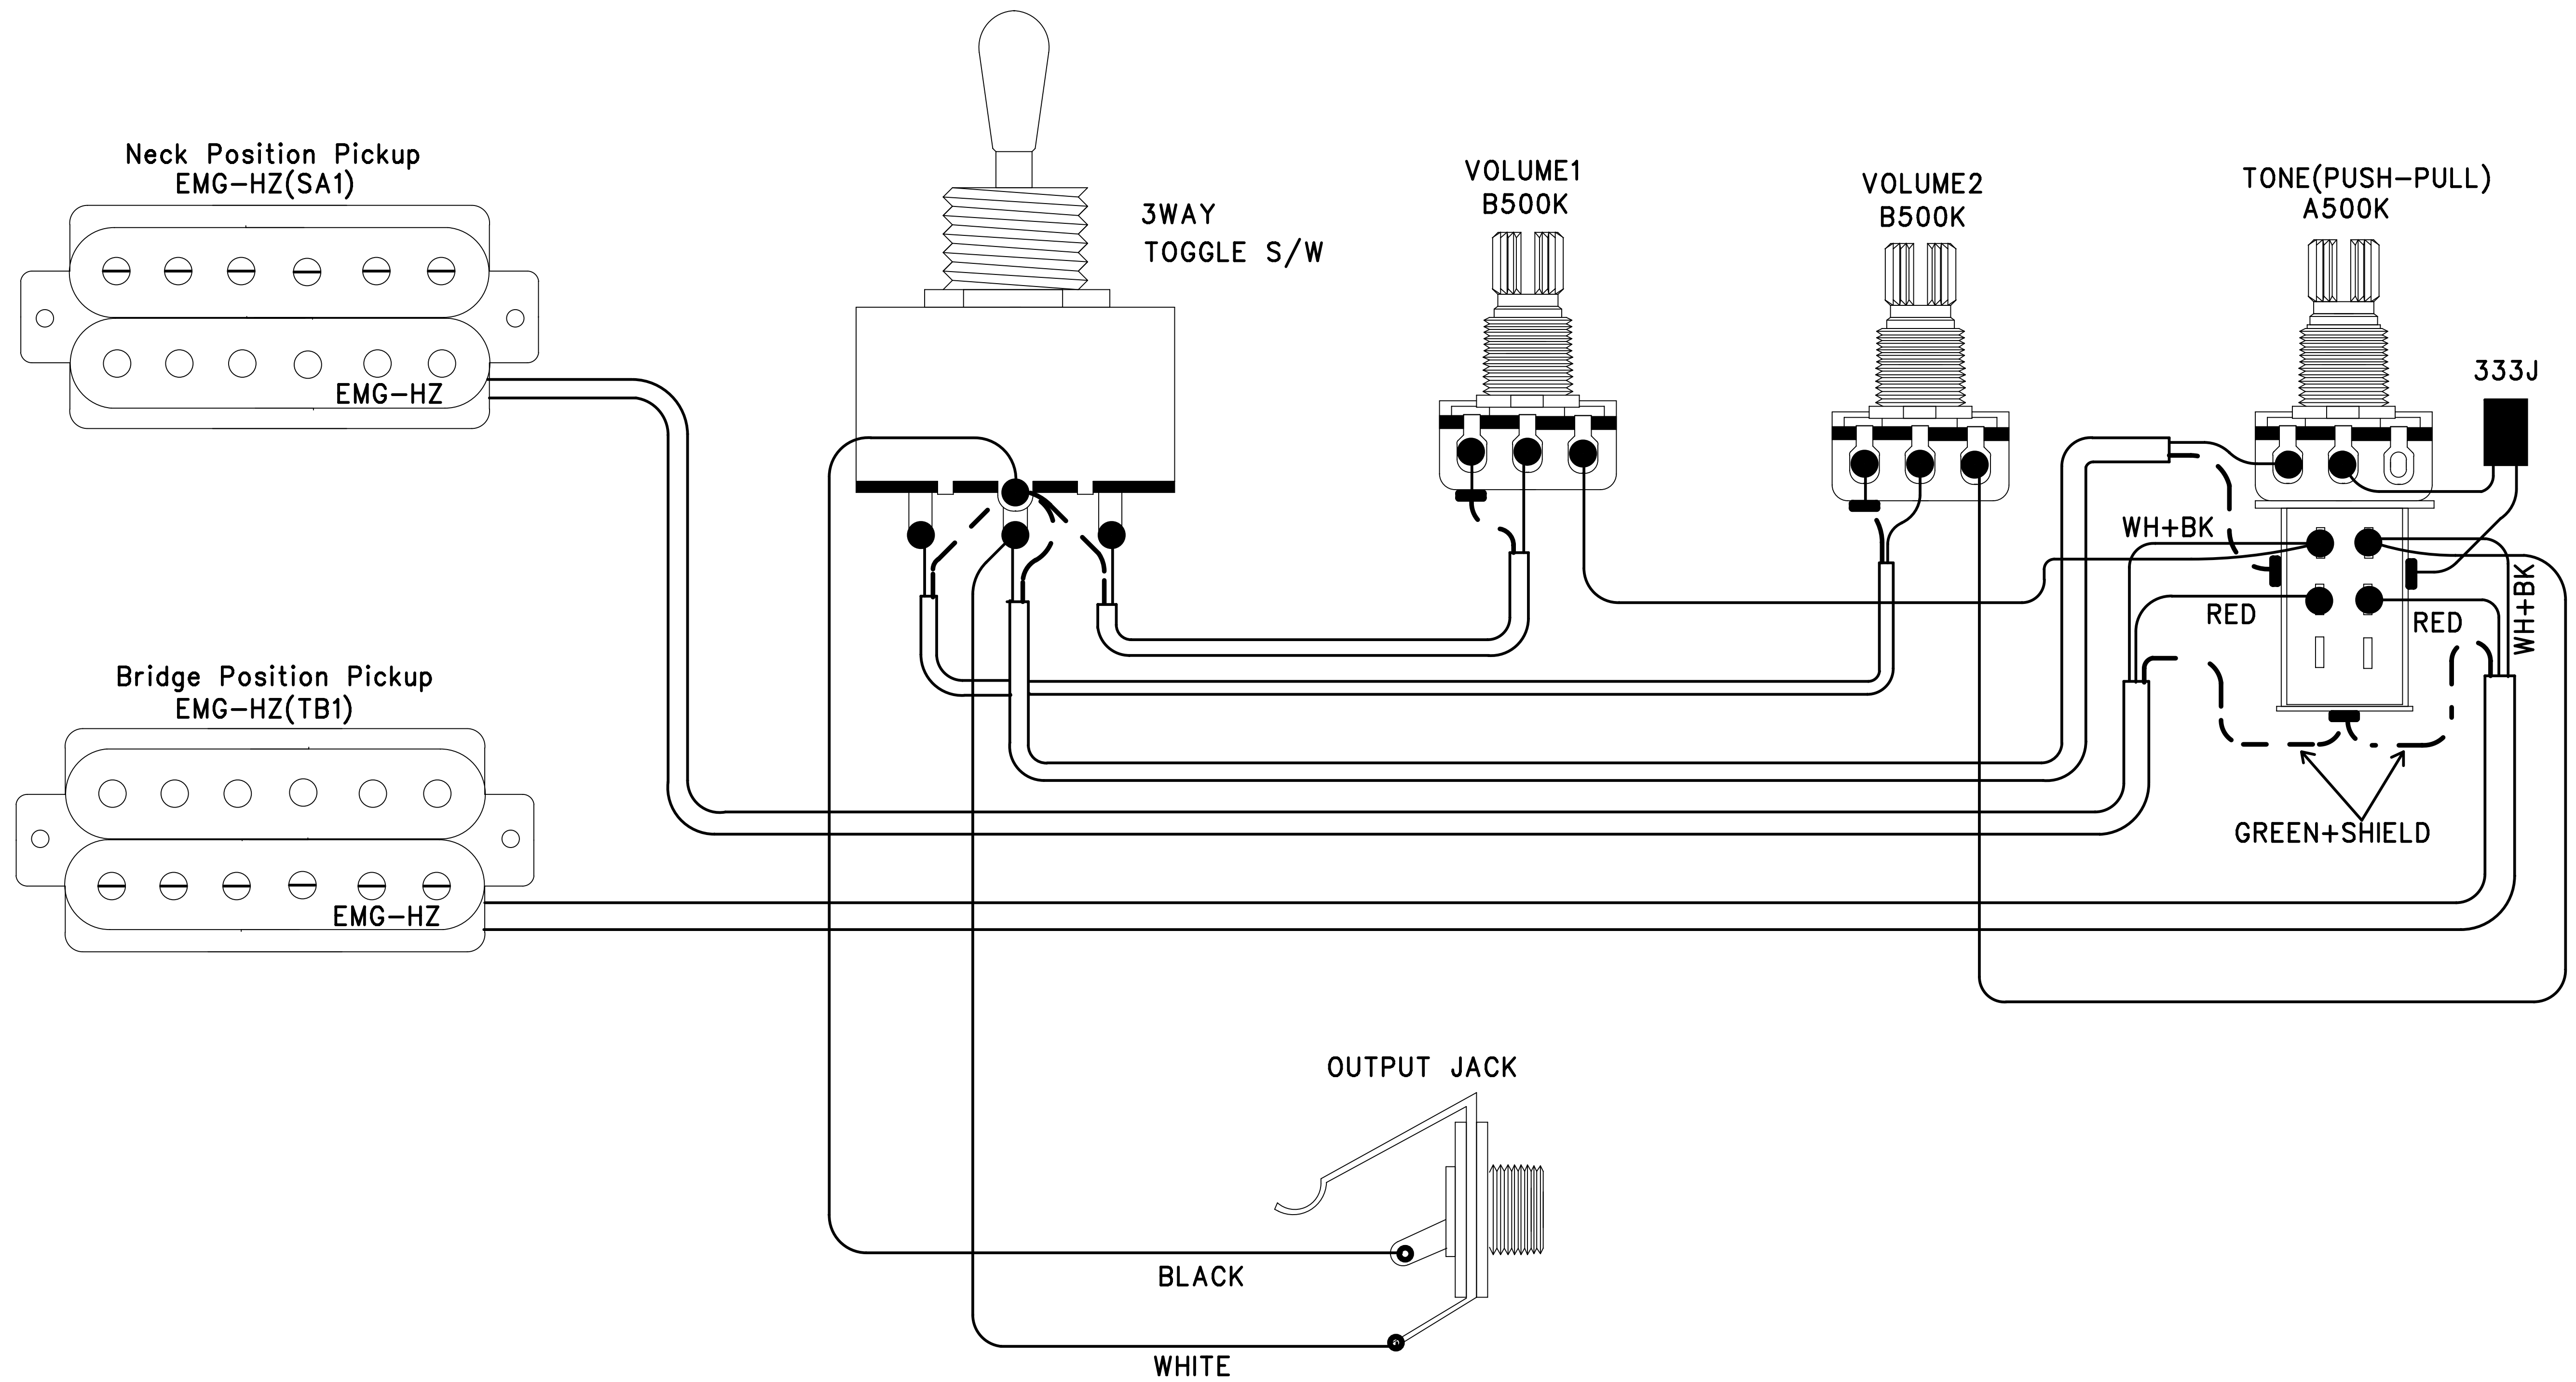 Neck Position Pickup
EMG-HZ(SA1)
EMG-HZ
3WAY
TOGGLE S/W
VOLUME1
B500K
VOLUME2
B500K
TONE(PUSH-PULL)
A500K
333J
WH+BK
RED
RED
WH+BK
GREEN+SHIELD
Bridge Position Pickup
EMG-HZ(TB1)
EMG-HZ
OUTPUT JACK
BLACK
WHITE